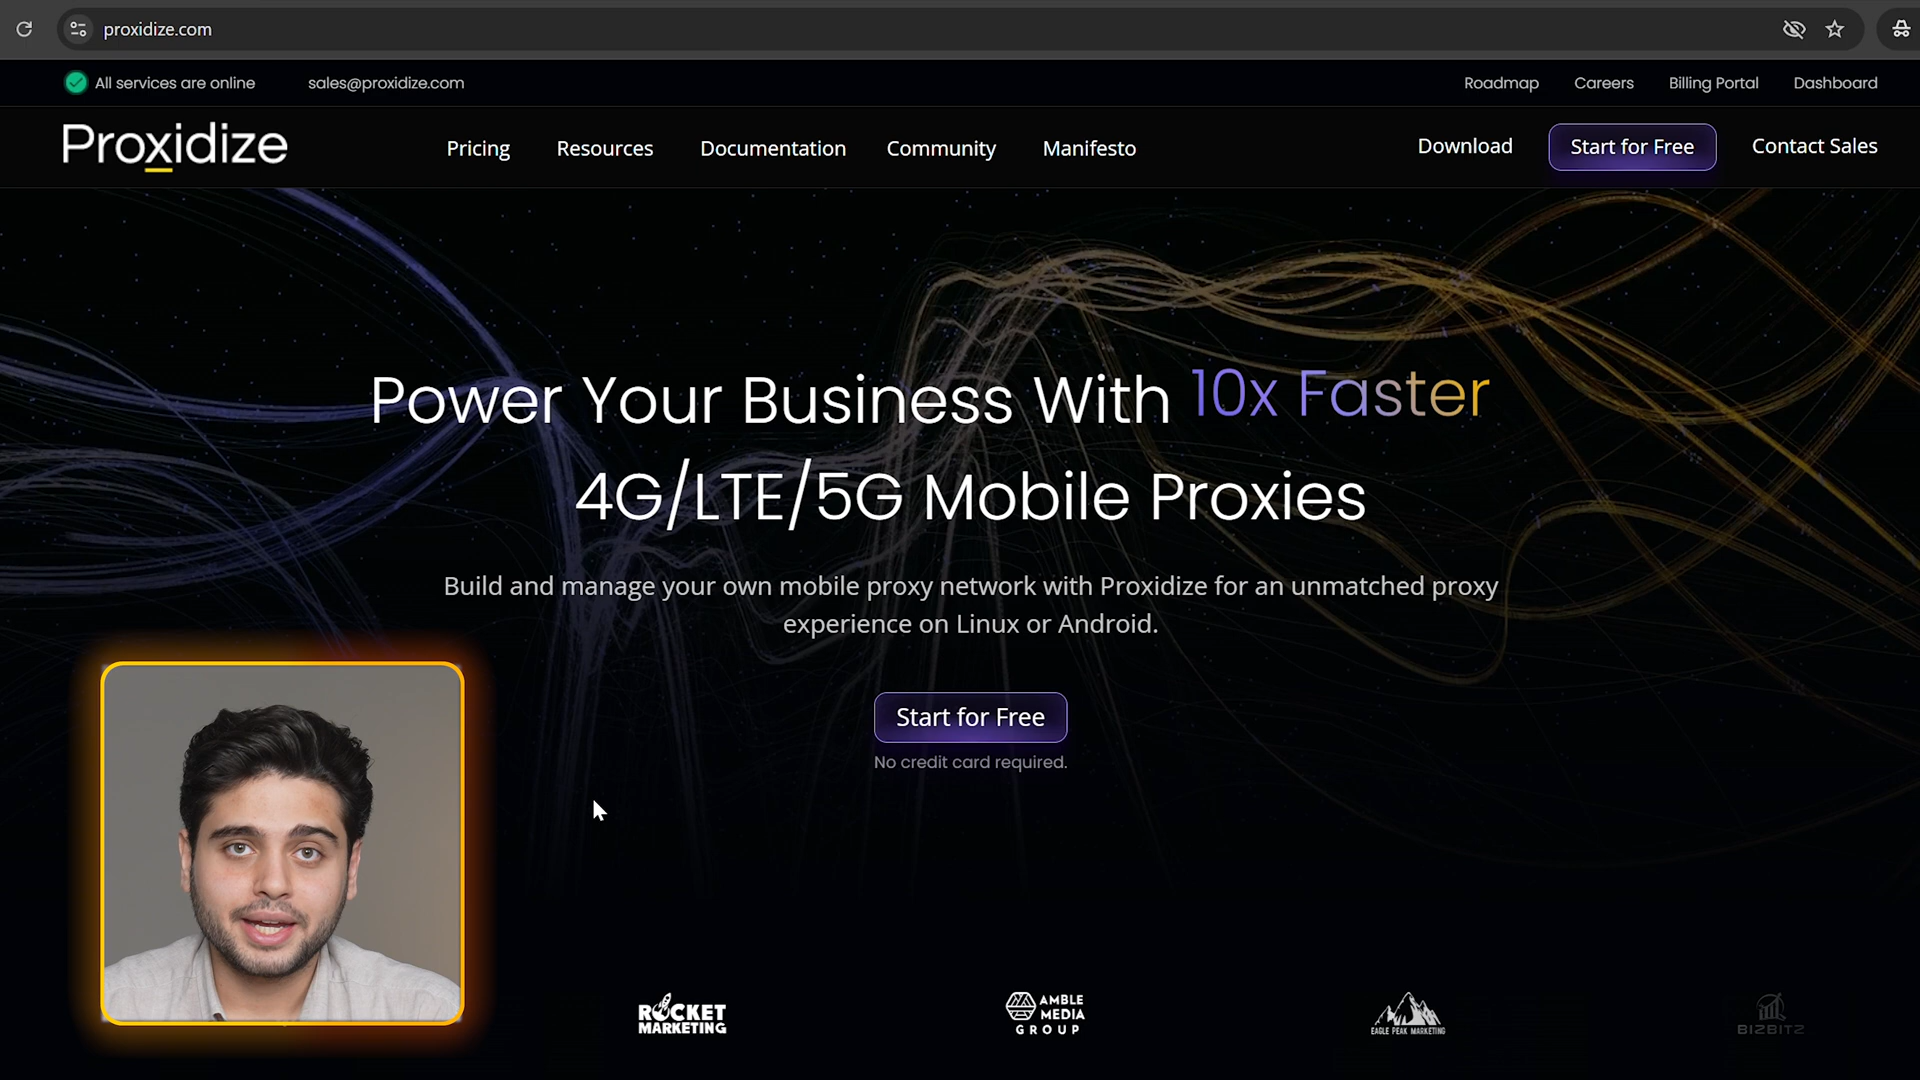 proxidize.com
All services are online
sales@proxidize.com
Roadmap
Careers
Billing Portal
Dashboard
Proxidize
Pricing
Resources
Documentation
Community
Manifesto
Download
Start for Free
Contact Sales
Power Your Business With 10x Faster
4G/LTE/5G Mobile Proxies
Build and manage your own mobile proxy network with Proxidize for an unmatched proxy
experience on Linux or Android.
Start for Free
No credit card required.
ROCKET
MARKETING
AMBLE
MEDIA
GROUP
EAGLE PEAK MARKETING
BIZBITZ